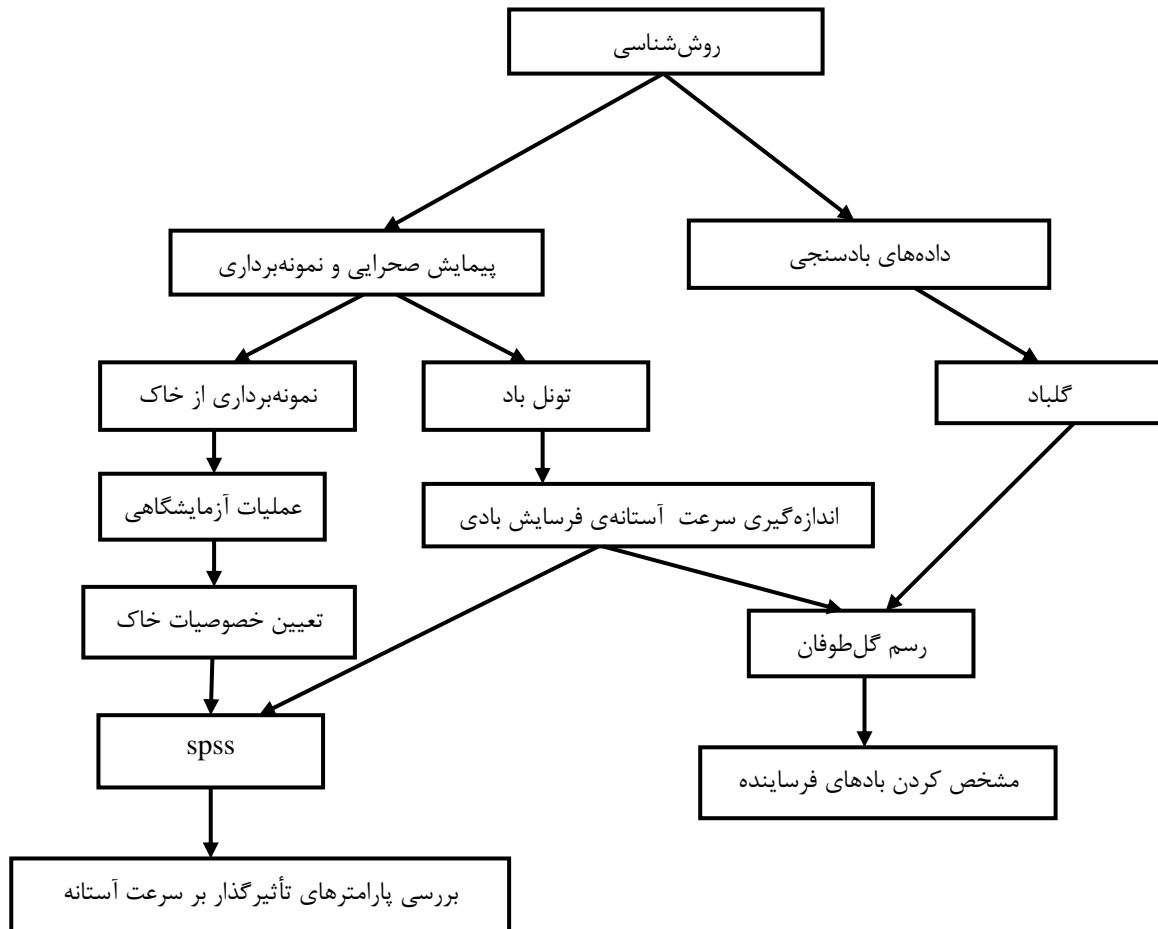 روش‌شناسی
داده‌های بادسنجی
پیمایش صحرایی و نمونه‌برداری
گلباد
تونل باد
نمونه‌برداری از خاک
عملیات آزمایشگاهی
اندازه‌گیری سرعت آستانه‌ی فرسایش بادی
تعیین خصوصیات خاک
رسم گل‌طوفان
spss
مشخص کردن بادهای فرساینده
بررسی پارامترهای تأثیرگذار بر سرعت آستانه